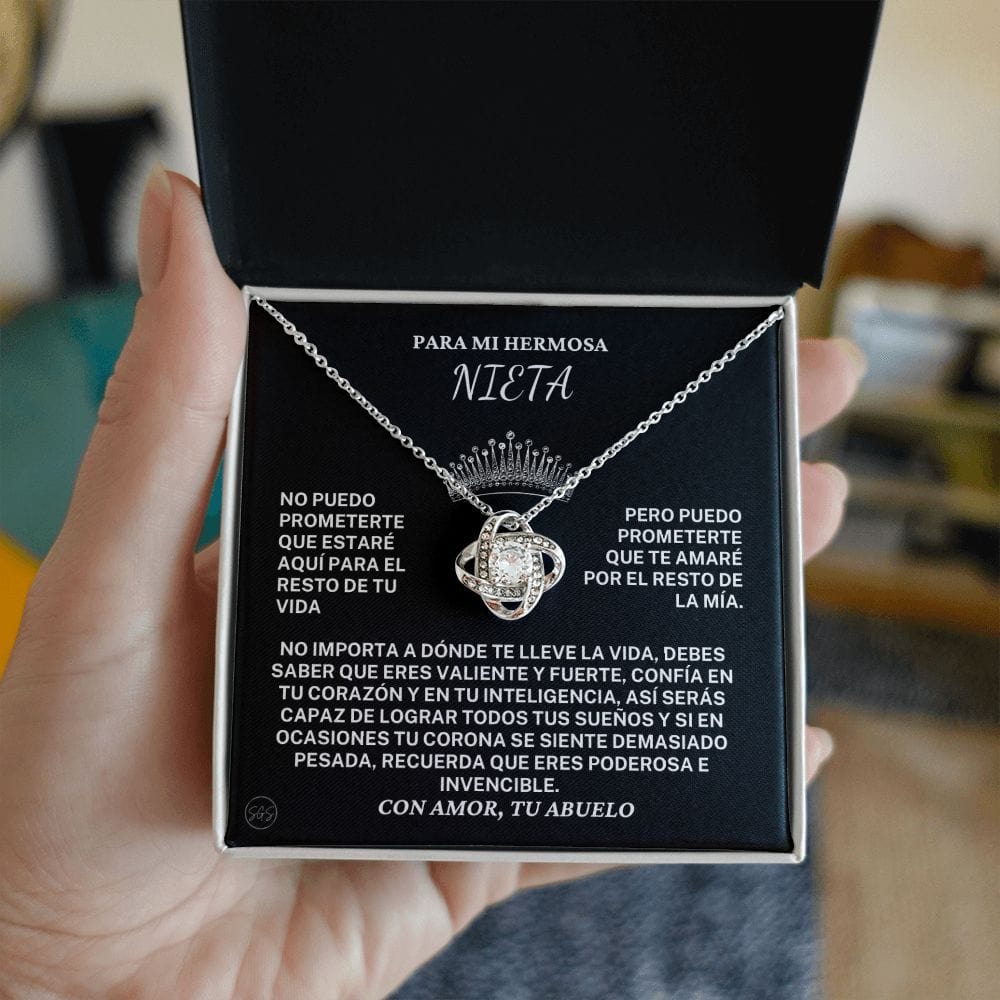 PARA MI HERMOSA
NIETA
NO PUEDO
PROMETERTE
QUE ESTARÉ
AQUÍ PARA EL
RESTO DE TU
VIDA
PERO PUEDO
PROMETERTE
QUE TE AMARÉ
POR EL RESTO DE
LA MÍA.
NO IMPORTA A DÓNDE TE LLEVE LA VIDA, DEBES
SABER QUE ERES VALIENTE Y FUERTE, CONFÍA EN
TU CORAZÓN Y EN TU INTELIGENCIA, ASÍ SERÁS
CAPAZ DE LOGRAR TODOS TUS SUEÑOS Y SI EN
OCASIONES TU CORONA SE SIENTE DEMASIADO
PESADA, RECUERDA QUE ERES PODEROSA E
INVENCIBLE.
CON AMOR, TU ABUELO
SGS